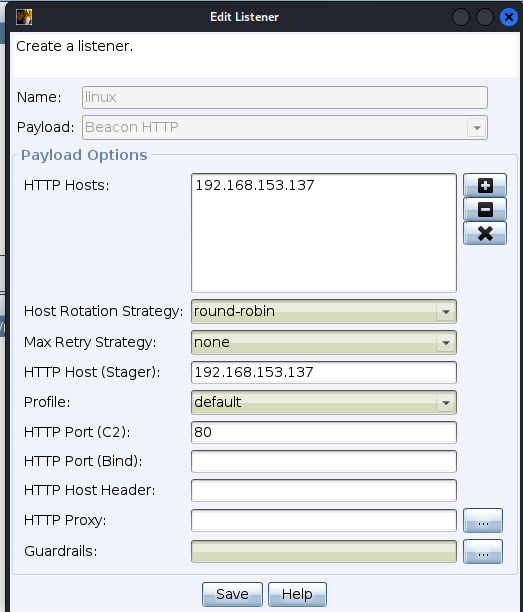 Edit Listener
Create a listener.
Name: linux
Payload: Beacon HTTP
Payload Options
HTTP Hosts: 192.168.153.137
Host Rotation Strategy: round-robin
Max Retry Strategy: none
HTTP Host (Stager): 192.168.153.137
Profile: default
HTTP Port (C2): 80
HTTP Port (Bind):
HTTP Host Header:
HTTP Proxy: ...
Guardrails: ...
Save Help